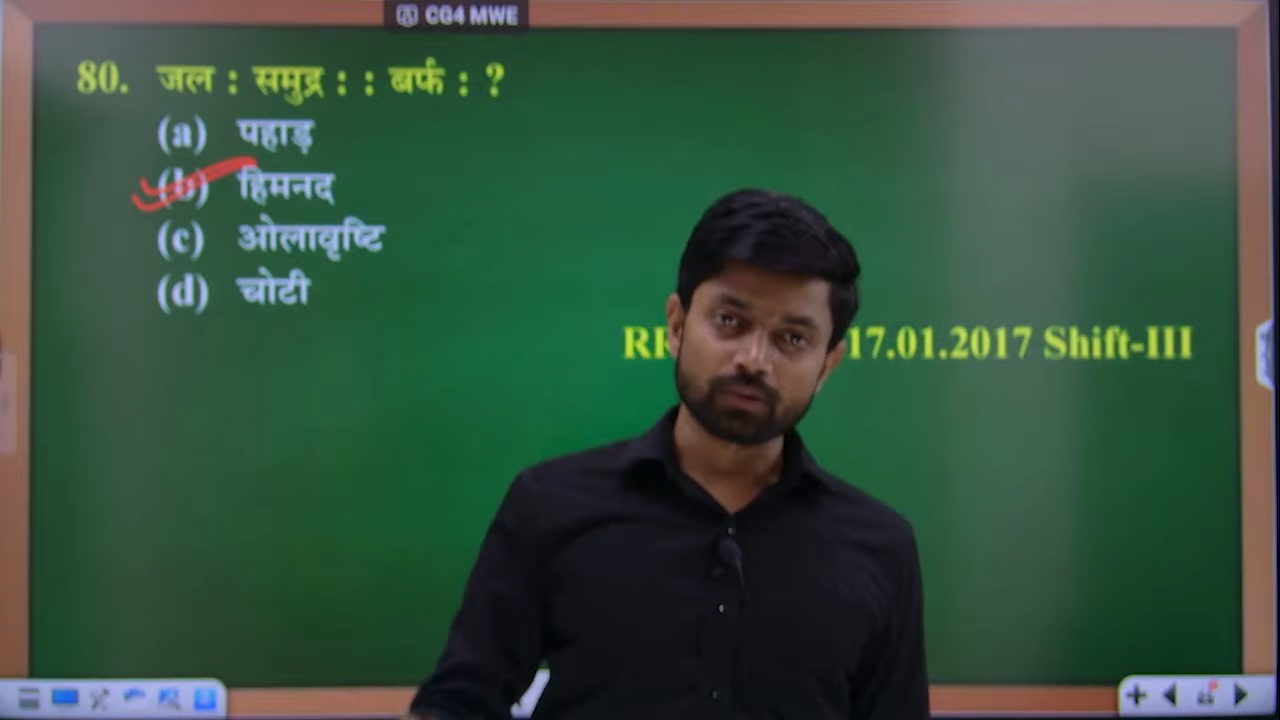 CG4 MWE
80. जल : समुद्र : : बर्फ : ?
(a) पहाड़
(b) हिमनद
(c) ओलावृष्टि
(d) चोटी
17.01.2017 Shift-III